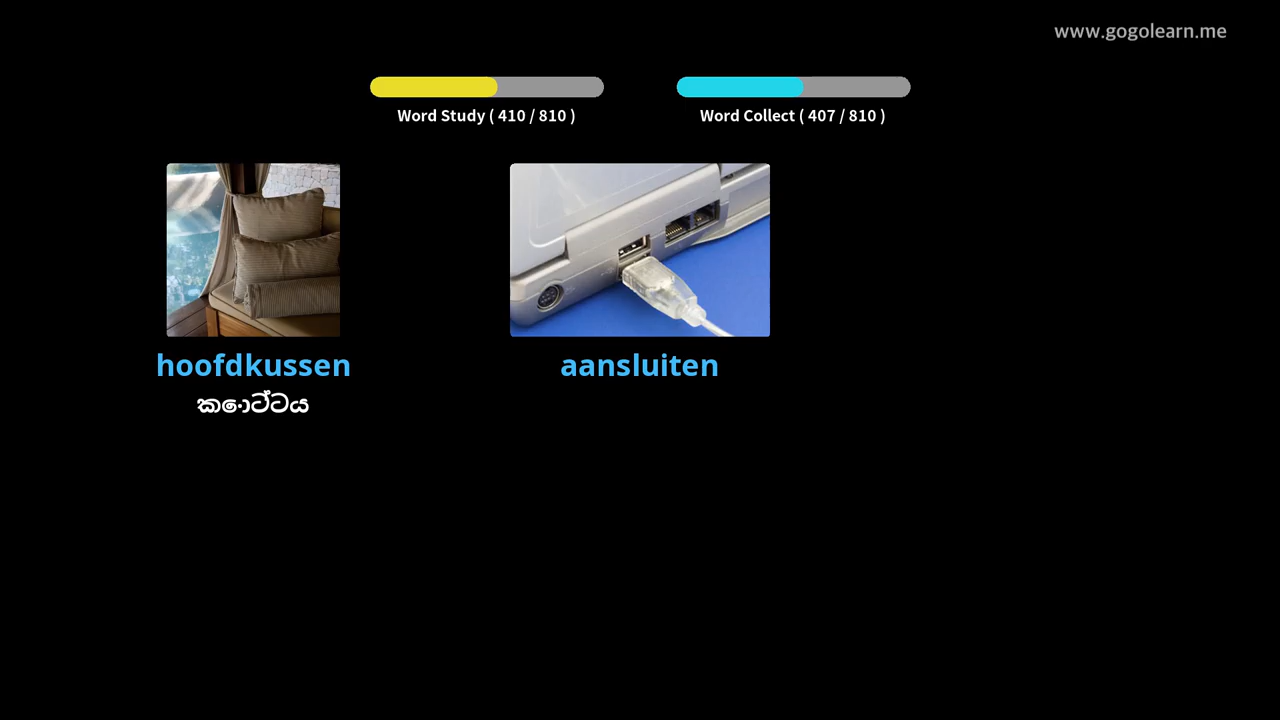 www.gogolearn.me
Word Study ( 410 / 810 )
Word Collect ( 407 / 810 )
hoofdkussen
aansluiten
කොට්ටය